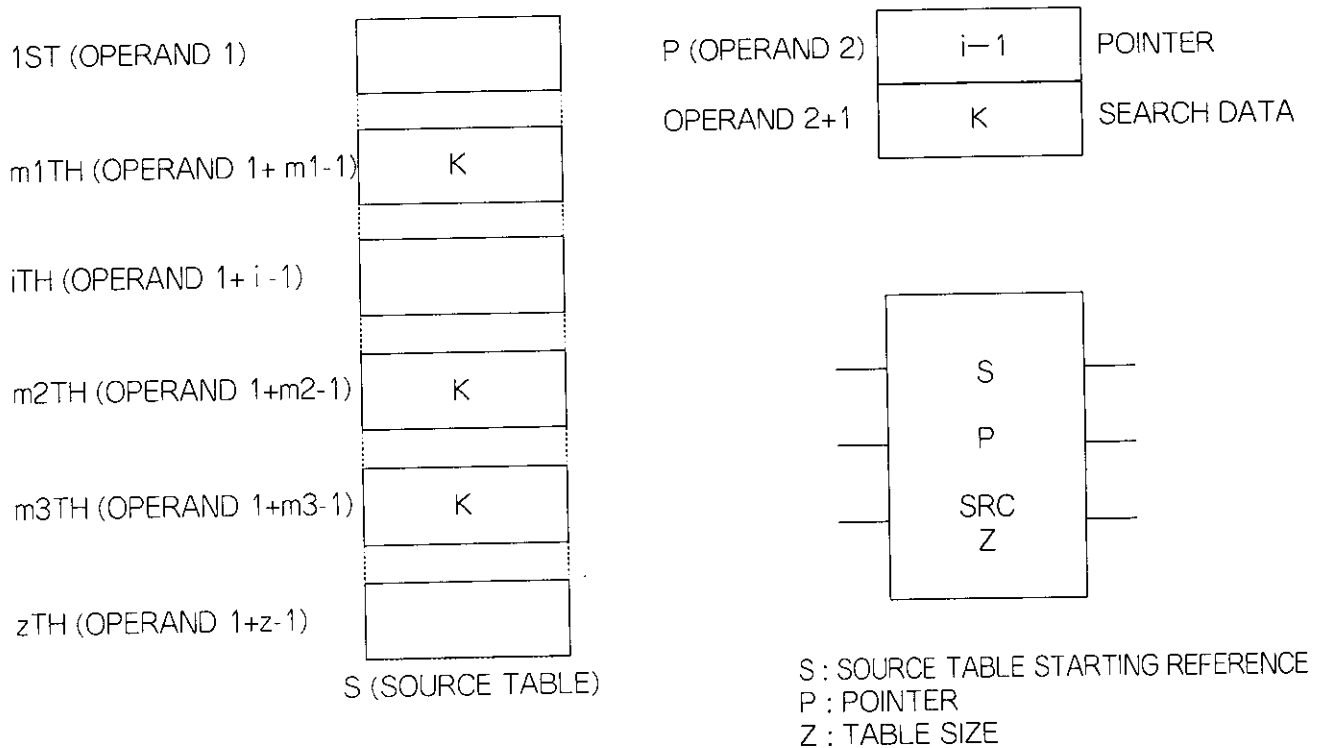 1ST (OPERAND 1)
m1TH (OPERAND 1+ m1-1)
K
iTH (OPERAND 1+ i-1)
m2TH (OPERAND 1+m2-1)
K
m3TH (OPERAND 1+m3-1)
K
zTH (OPERAND 1+z-1)
S (SOURCE TABLE)
P (OPERAND 2)
i-1
POINTER
OPERAND 2+1
K
SEARCH DATA
S
P
SRC
Z
S : SOURCE TABLE STARTING REFERENCE
P : POINTER
Z : TABLE SIZE